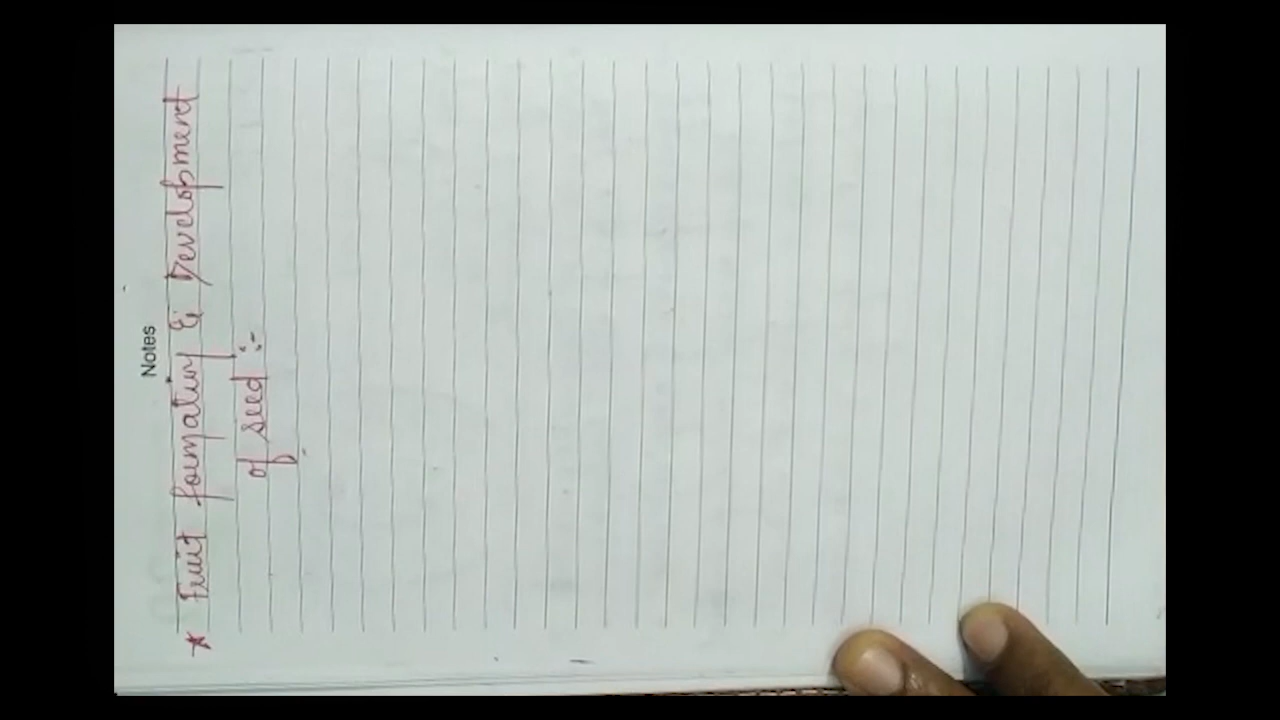 Notes
* Fruit formation & Development
of seed :-